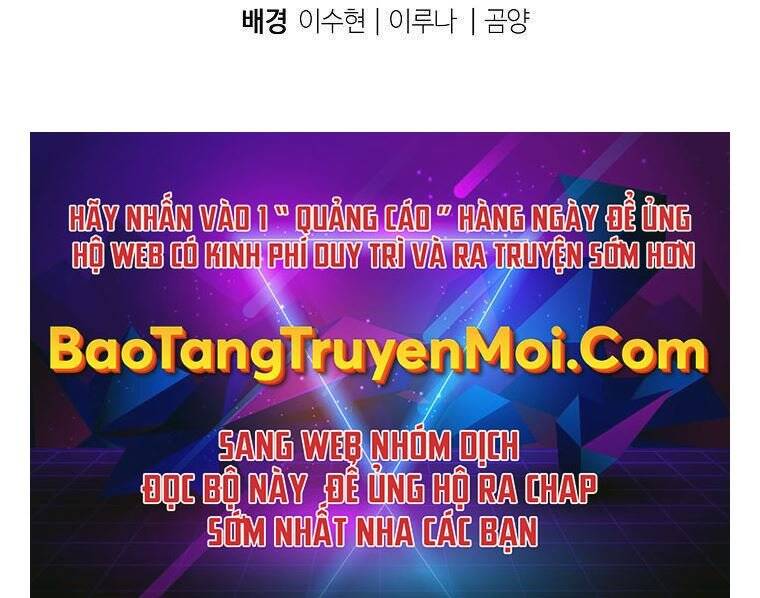 배경 이수현 | 이루나 | 곰양
HÃY NHẤN VÀO 1 “ QUẢNG CÁO ” HÀNG NGÀY ĐỂ ỦNG
HỘ WEB CÓ KINH PHÍ DUY TRÌ VÀ RA TRUYỆN SỚM HƠN
BaoTangTruyenMoi.Com
SANG WEB NHÓM DỊCH
ĐỌC BỘ NÀY ĐỂ ỦNG HỘ RA CHAP
SỚM NHẤT NHA CÁC BẠN